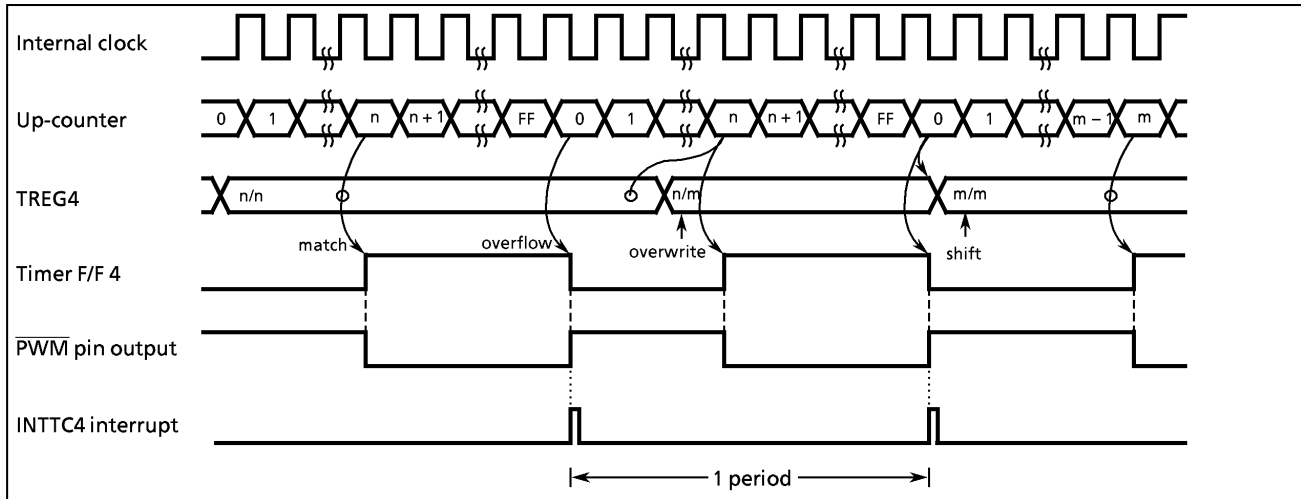 Internal clock
Up-counter
0 1 n n + 1 FF 0 1 n n + 1 FF 0 1 m − 1 m
TREG4
n/n n/m m/m
match overflow overwrite shift
Timer F/F 4
PWM pin output
INTTC4 interrupt
1 period